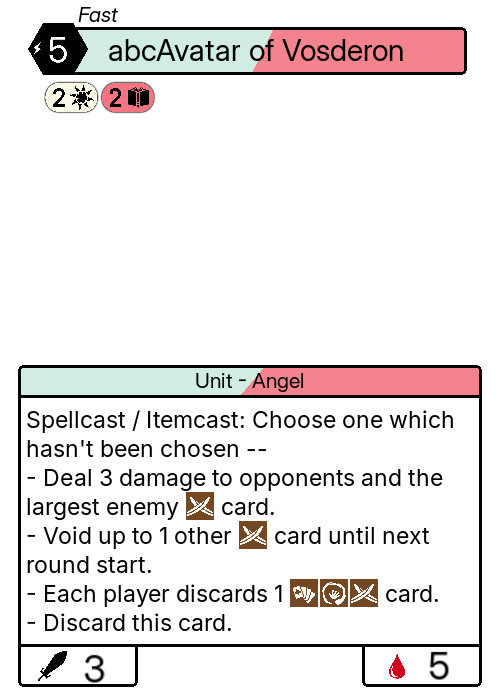 Fast
5 abcAvatar of Vosderon
2 2
Unit - Angel
Spellcast / Itemcast: Choose one which
hasn't been chosen --
- Deal 3 damage to opponents and the
largest enemy card.
- Void up to 1 other card until next
round start.
- Each player discards 1 card.
- Discard this card.
3 5